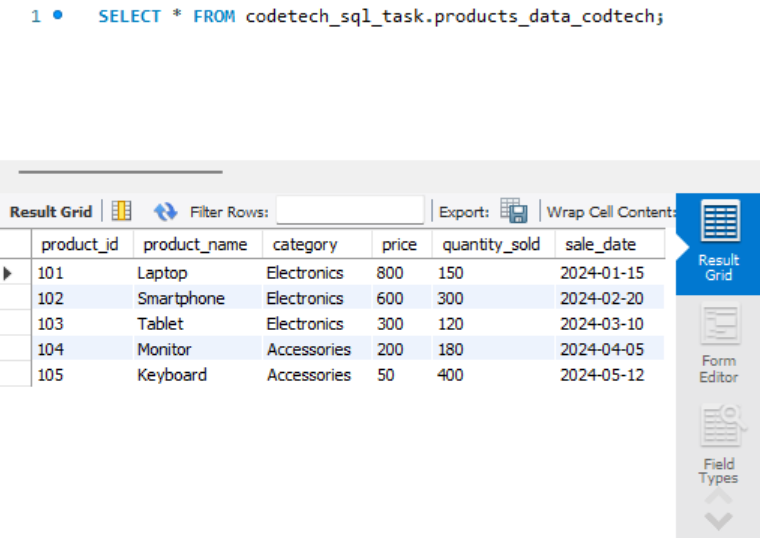 1 SELECT * FROM codetech_sql_task.products_data_codtech;
Result Grid Filter Rows: Export: Wrap Cell Content:
product_id product_name category price quantity_sold sale_date
101 Laptop Electronics 800 150 2024-01-15
102 Smartphone Electronics 600 300 2024-02-20
103 Tablet Electronics 300 120 2024-03-10
104 Monitor Accessories 200 180 2024-04-05
105 Keyboard Accessories 50 400 2024-05-12
Result
Grid
Form
Editor
Field
Types